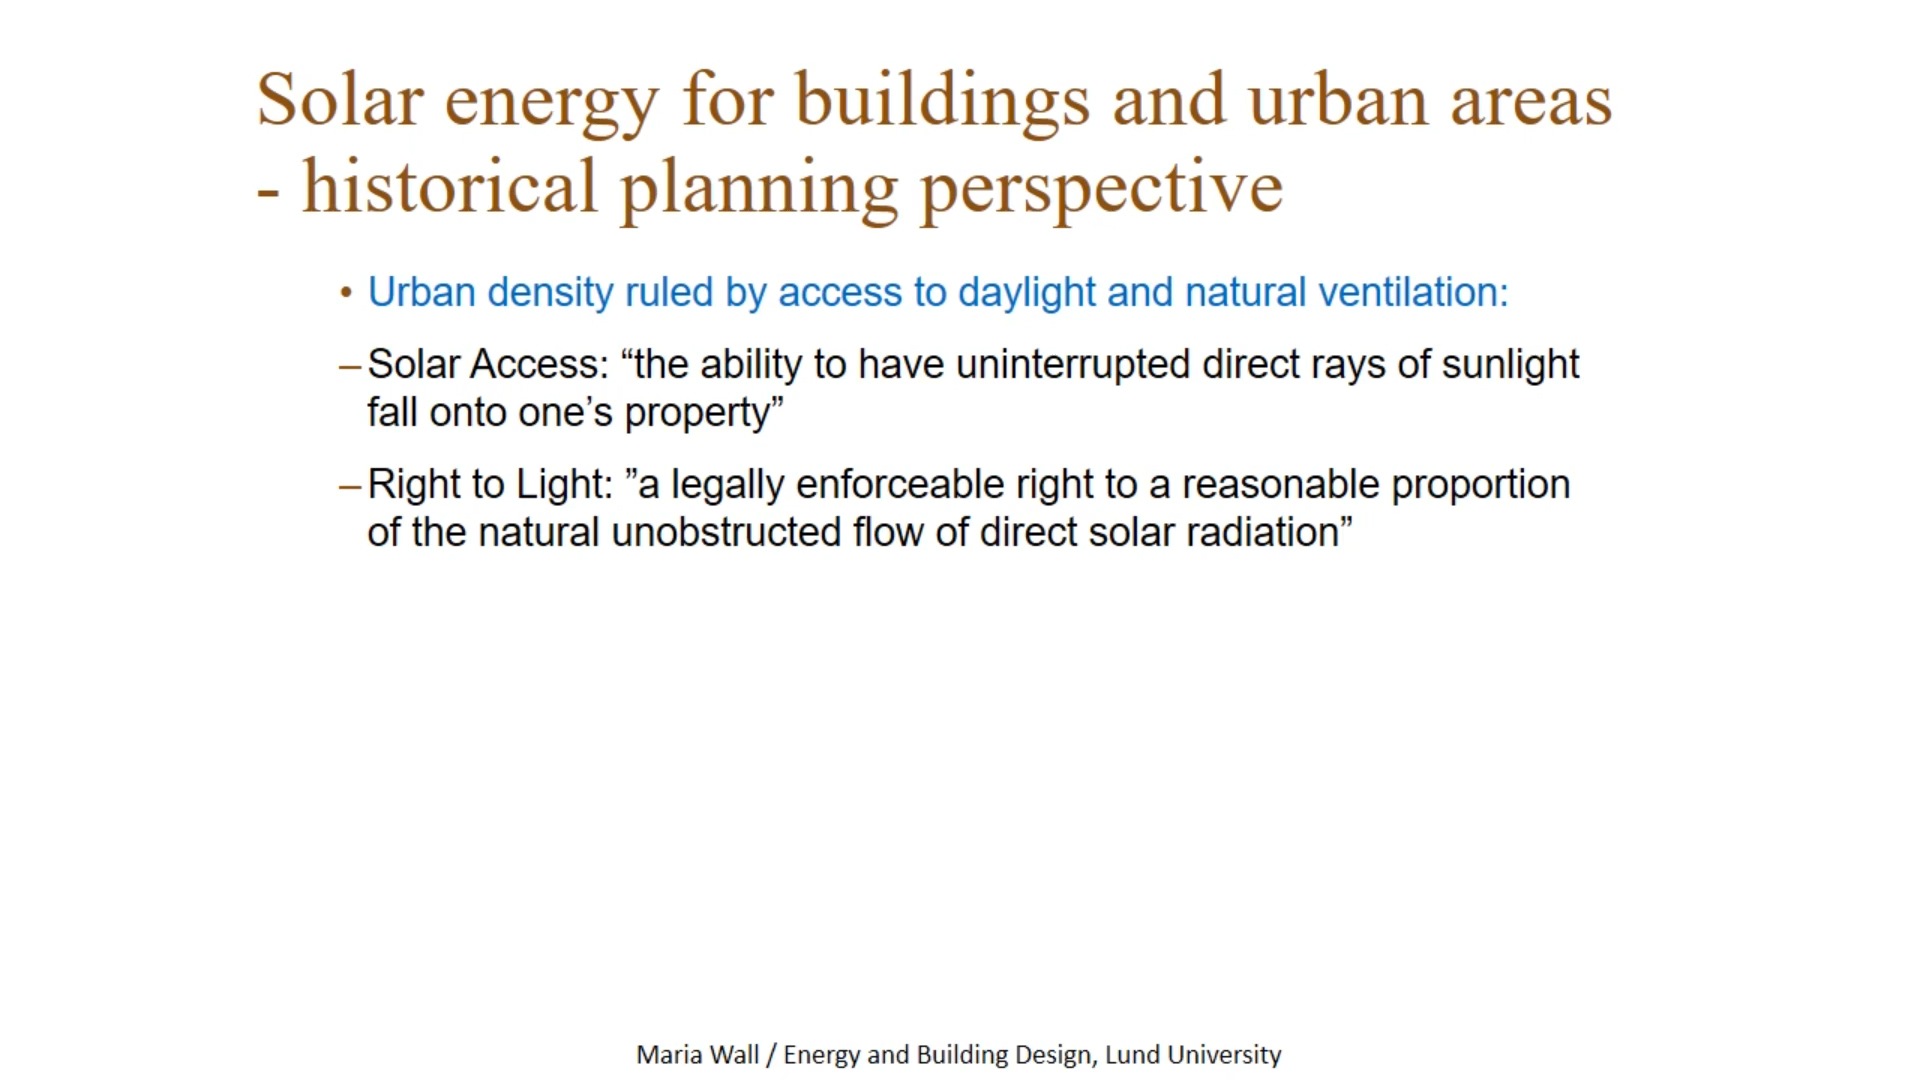 Solar energy for buildings and urban areas
- historical planning perspective
• Urban density ruled by access to daylight and natural ventilation:
– Solar Access: “the ability to have uninterrupted direct rays of sunlight
fall onto one’s property”
– Right to Light: ”a legally enforceable right to a reasonable proportion
of the natural unobstructed flow of direct solar radiation”
Maria Wall / Energy and Building Design, Lund University